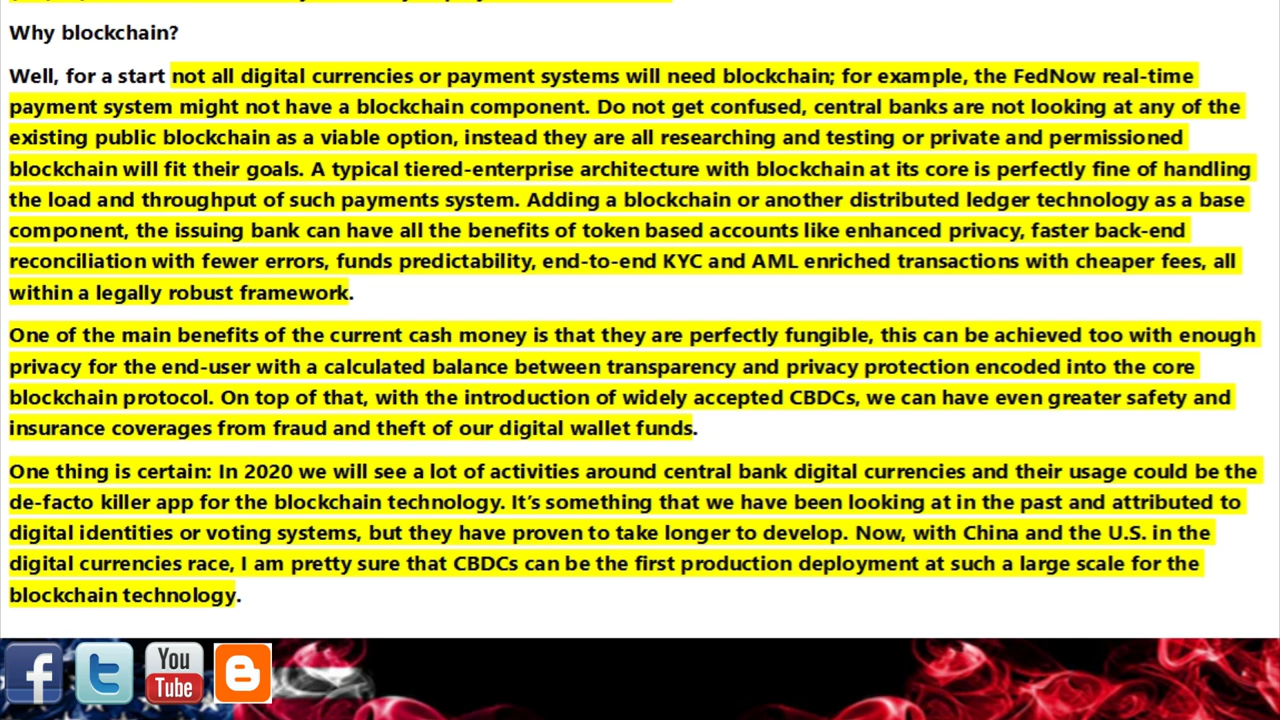 Why blockchain?
Well, for a start not all digital currencies or payment systems will need blockchain; for example, the FedNow real-time
payment system might not have a blockchain component. Do not get confused, central banks are not looking at any of the
existing public blockchain as a viable option, instead they are all researching and testing or private and permissioned
blockchain will fit their goals. A typical tiered-enterprise architecture with blockchain at its core is perfectly fine of handling
the load and throughput of such payments system. Adding a blockchain or another distributed ledger technology as a base
component, the issuing bank can have all the benefits of token based accounts like enhanced privacy, faster back-end
reconciliation with fewer errors, funds predictability, end-to-end KYC and AML enriched transactions with cheaper fees, all
within a legally robust framework.
One of the main benefits of the current cash money is that they are perfectly fungible, this can be achieved too with enough
privacy for the end-user with a calculated balance between transparency and privacy protection encoded into the core
blockchain protocol. On top of that, with the introduction of widely accepted CBDCs, we can have even greater safety and
insurance coverages from fraud and theft of our digital wallet funds.
One thing is certain: In 2020 we will see a lot of activities around central bank digital currencies and their usage could be the
de-facto killer app for the blockchain technology. It’s something that we have been looking at in the past and attributed to
digital identities or voting systems, but they have proven to take longer to develop. Now, with China and the U.S. in the
digital currencies race, I am pretty sure that CBDCs can be the first production deployment at such a large scale for the
blockchain technology.
You
Tube